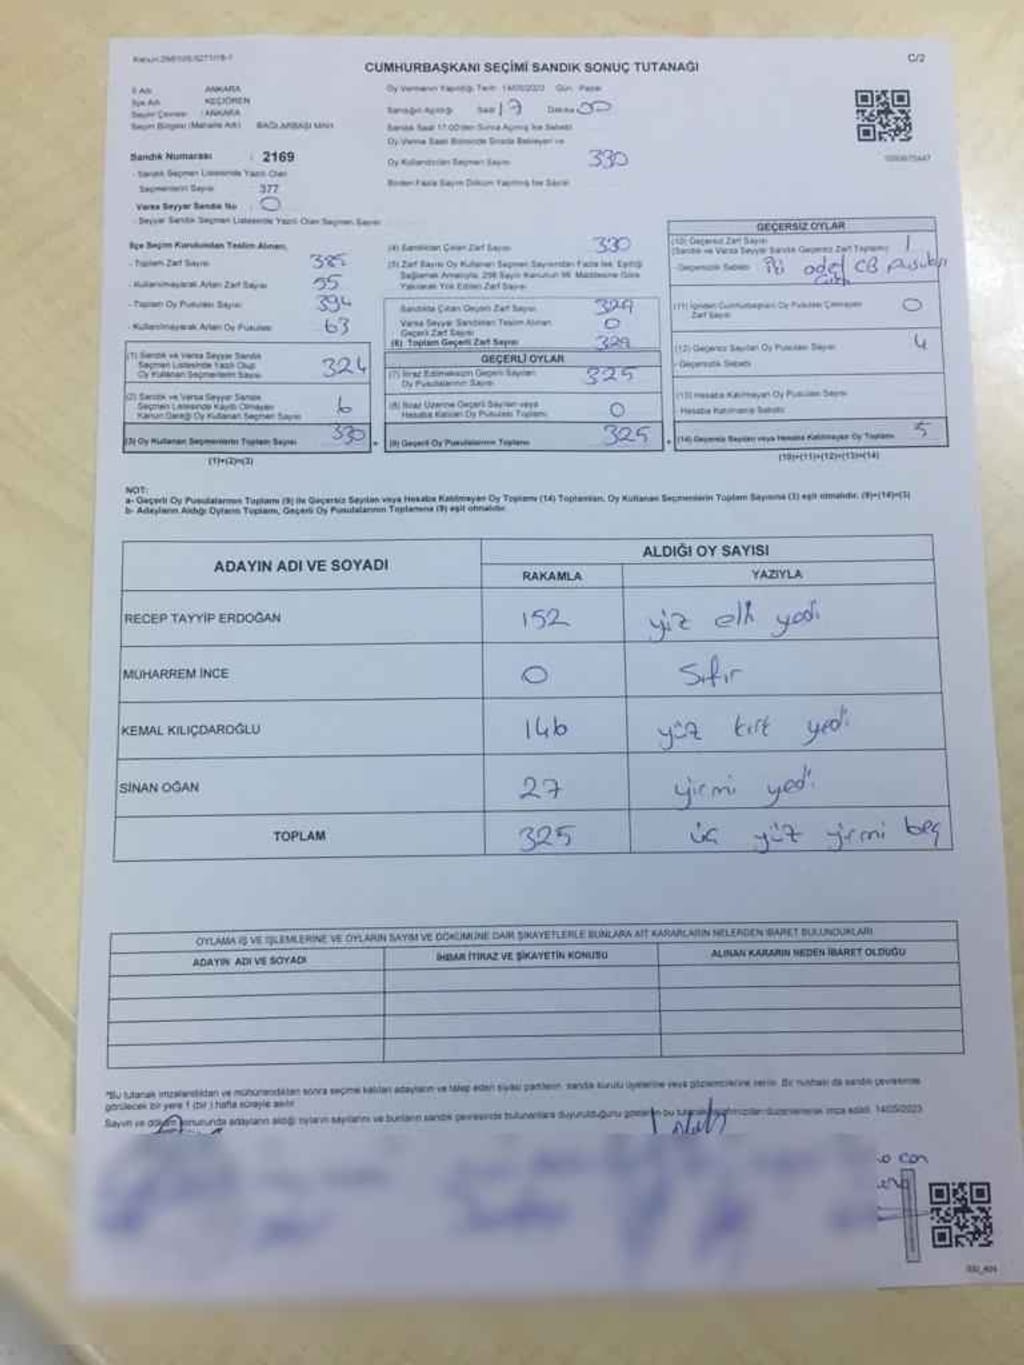 C/2
CUMHURBAŞKANI SEÇİMİ SANDIK SONUÇ TUTANAĞI
İl Adı ANKARA
İlçe Adı KEÇİÖREN
Seçim Çevresi : ANKARA
Seçim Bölgesi (Mahalle Adı) BAĞLARBAŞI MAH.
Sandık Numarası : 2169
- Sandık Seçmen Listesinde Yazılı Olan
Seçmenlerin Sayısı 377
Varsa Seyyar Sandık No 0
- Seyyar Sandık Seçmen Listesinde Yazılı Olan Seçmen Sayısı
Oy Vermenin Yapıldığı Tarih: 14/05/2023 Gün: Pazar
Sandığın Açıldığı Saat 17 Dakika 00
Sandık Saat 17.00'den Sonra Açılmış İse Sebebi
Oy Verme Saati Bitiminde Sırada Bekleyen ve
Oy Kullandırılan Seçmen Sayısı 330
Birden Fazla Sayım Döküm Yapılmış İse Sayısı
İlçe Seçim Kurulundan Teslim Alınan;
- Toplam Zarf Sayısı 385
- Kullanılmayarak Artan Zarf Sayısı 55
- Toplam Oy Pusulası Sayısı 394
- Kullanılmayarak Artan Oy Pusulası 63
(1) Sandık ve Varsa Seyyar Sandık
Seçmen Listesinde Yazılı Olup
Oy Kullanan Seçmenlerin Sayısı 324
(2) Sandık ve Varsa Seyyar Sandık
Seçmen Listesinde Kayıtlı Olmayan
Kanun Gereği Oy Kullanan Seçmen Sayısı 6
(3) Oy Kullanan Seçmenlerin Toplam Sayısı 330
(1)+(2)=(3)
(4) Sandıktan Çıkan Zarf Sayısı 330
(5) Zarf Sayısı Oy Kullanan Seçmen Sayısından Fazla İse, Eşitliği
Sağlamak Amacıyla, 298 Sayılı Kanunun 98. Maddesine Göre
Yakılarak Yok Edilen Zarf Sayısı
Sandıkta Çıkan Geçerli Zarf Sayısı 329
Varsa Seyyar Sandıktan Teslim Alınan
Geçerli Zarf Sayısı 0
(6) Toplam Geçerli Zarf Sayısı 329
GEÇERLİ OYLAR
(7) İtiraz Edilmeksizin Geçerli Sayılan
Oy Pusulalarının Sayısı 325
(8) İtiraz Üzerine Geçerli Sayılan veya
Hesaba Katılan Oy Pusulası Toplamı 0
(9) Geçerli Oy Pusulalarının Toplamı 325
GEÇERSİZ OYLAR
(10) Geçersiz Zarf Sayısı
(Sandık ve Varsa Seyyar Sandık Geçersiz Zarf Toplamı) 1
- Geçersizlik Sebebi İki adet CB pusulası
(11) İçinden Cumhurbaşkanı Oy Pusulası Çıkmayan
Zarf Sayısı 0
(12) Geçersiz Sayılan Oy Pusulası Sayısı 4
- Geçersizlik Sebebi
(13) Hesaba Katılmayan Oy Pusulası Sayısı
Hesaba Katılmama Sebebi
(14) Geçersiz Sayılan veya Hesaba Katılmayan Oy Toplamı 5
(10)+(11)+(12)+(13)=(14)
NOT:
a- Geçerli Oy Pusulalarının Toplamı (9) ile Geçersiz Sayılan veya Hesaba Katılmayan Oy Toplamı (14) Toplamları, Oy Kullanan Seçmenlerin Toplam Sayısına (3) eşit olmalıdır. (9)+(14)=(3)
b- Adayların Aldığı Oyların Toplamı, Geçerli Oy Pusulalarının Toplamına (9) eşit olmalıdır.
ADAYIN ADI VE SOYADI ALDIĞI OY SAYISI
RAKAMLA YAZIYLA
RECEP TAYYİP ERDOĞAN 152 yüz elli yedi
MUHARREM İNCE 0 Sıfır
KEMAL KILIÇDAROĞLU 146 yüz kırk yedi
SİNAN OĞAN 27 yirmi yedi
TOPLAM 325 üç yüz yirmi beş
OYLAMA İŞ VE İŞLEMLERİNE VE OYLARIN SAYIM VE DÖKÜMÜNE DAİR ŞİKAYETLERLE BUNLARA AİT KARARLARIN NELERDEN İBARET BULUNDUKLARI
ADAYIN ADI VE SOYADI İHBAR İTİRAZ VE ŞİKAYETİN KONUSU ALINAN KARARIN NEDEN İBARET OLDUĞU
*Bu tutanak imzalandıktan ve mühürlendikten sonra seçime katılan adayların ve talep eden siyasi partilerin, sandık kurulu üyelerine veya gözlemcilerine verilir. Bir nüshası da sandık çevresinde
görülecek bir yere 1 (bir) hafta süreyle asılır.
Sayım ve döküm sonunda adayların aldığı oyların sayılarını ve bunların sandık çevresinde bulunanlara duyurulduğunu gösteren bu tutanak düzenlenerek imza edildi. 14/05/2023